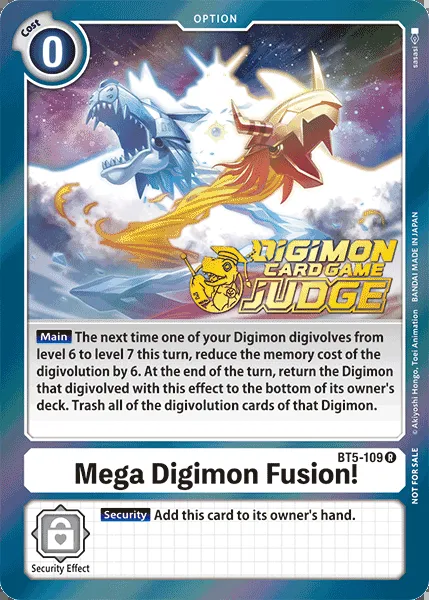 OPTION
Cost
0
sasasi
DIGIMON
CARD GAME
JUDGE
Main The next time one of your Digimon digivolves from
level 6 to level 7 this turn, reduce the memory cost of the
digivolution by 6. At the end of the turn, return the Digimon
that digivolved with this effect to the bottom of its owner's
deck. Trash all of the digivolution cards of that Digimon.
©Akiyoshi Hongo, Toei Animation BANDAI MADE IN JAPAN
NOT FOR SALE
BT5-109 R
Mega Digimon Fusion!
Security Add this card to its owner's hand.
Security Effect